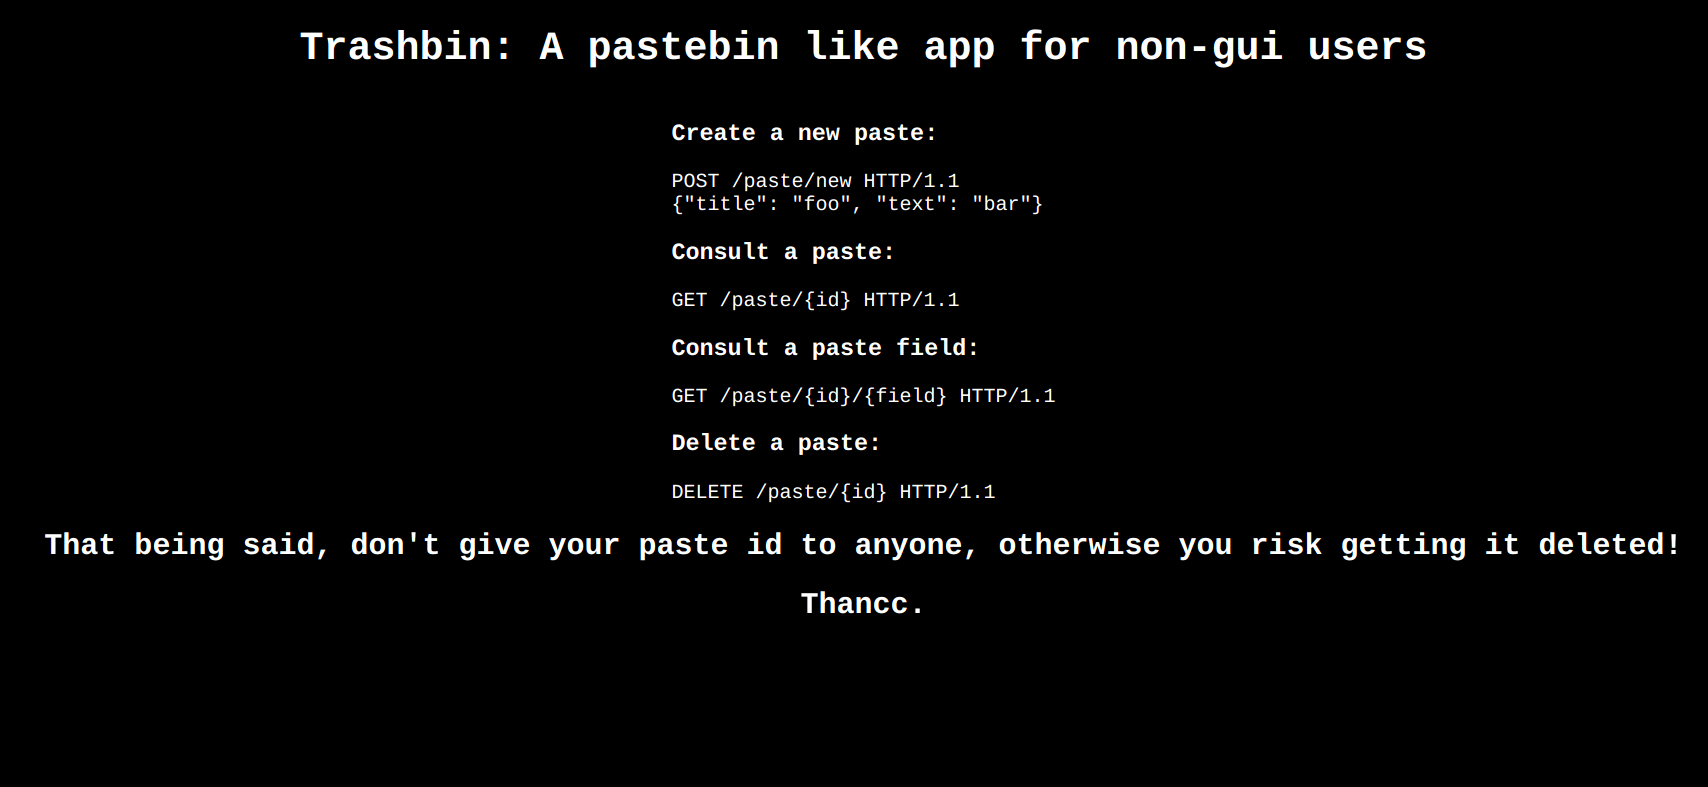 Trashbin: A pastebin like app for non-gui users
Create a new paste:
POST /paste/new HTTP/1.1
{"title": "foo", "text": "bar"}
Consult a paste:
GET /paste/{id} HTTP/1.1
Consult a paste field:
GET /paste/{id}/{field} HTTP/1.1
Delete a paste:
DELETE /paste/{id} HTTP/1.1
That being said, don't give your paste id to anyone, otherwise you risk getting it deleted!
Thancc.